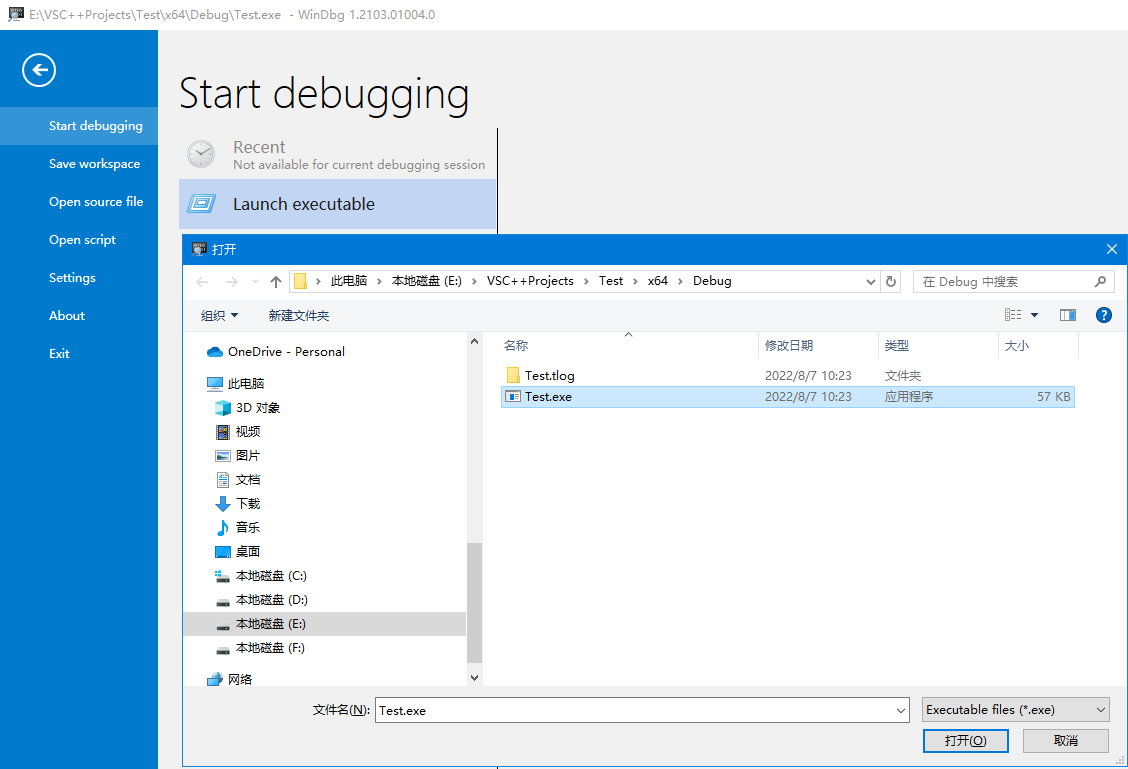 E:\VSC++Projects\Test\x64\Debug\Test.exe - WinDbg 1.2103.01004.0
Start debugging
Save workspace
Open source file
Open script
Settings
About
Exit
Start debugging
Recent
Not available for current debugging session
Launch executable
打开
此电脑 › 本地磁盘 (E:) › VSC++Projects › Test › x64 › Debug
在 Debug 中搜索
组织 新建文件夹
OneDrive - Personal
此电脑
3D 对象
视频
图片
文档
下载
音乐
桌面
本地磁盘 (C:)
本地磁盘 (D:)
本地磁盘 (E:)
本地磁盘 (F:)
网络
名称 修改日期 类型 大小
Test.tlog 2022/8/7 10:23 文件夹
Test.exe 2022/8/7 10:23 应用程序 57 KB
文件名(N): Test.exe Executable files (*.exe)
打开(O) 取消